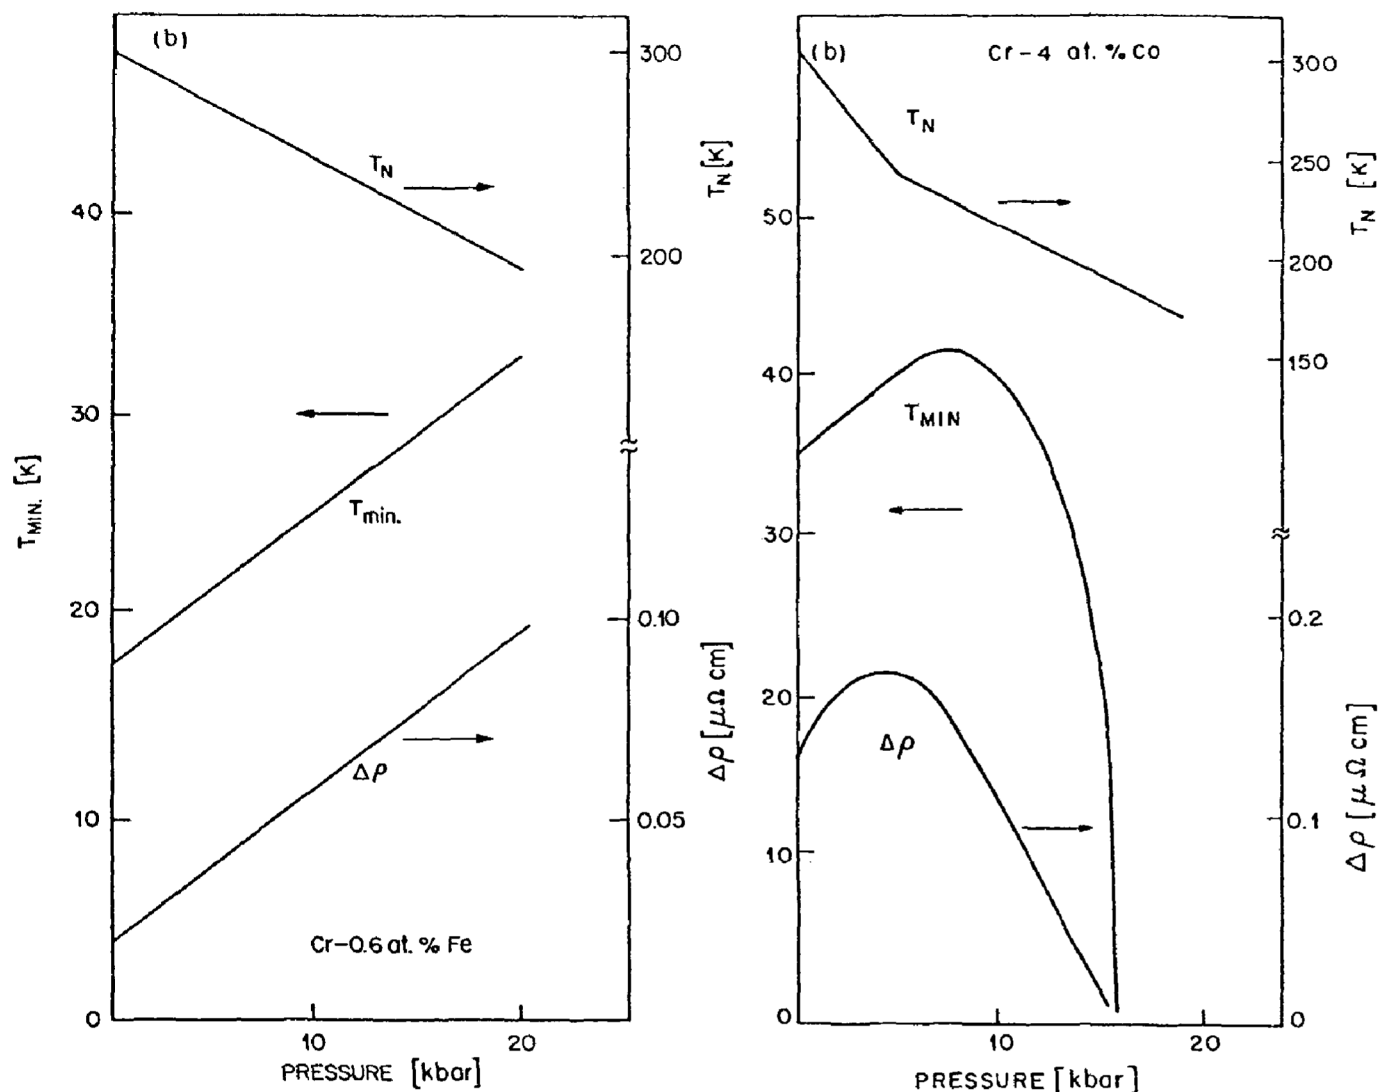 (b)
300
T_N
T_N [K]
40
200
30
T_MIN. [K]
T_min.
20
0.10
Δρ [μΩ cm]
Δρ
10
0.05
Cr-0.6 at. % Fe
0
10
20
PRESSURE [kbar]
(b)
Cr-4 at. % Co
300
T_N
250
T_N [K]
50
200
40
150
T_MIN
30
0.2
20
Δρ
Δρ [μΩ cm]
0.1
10
0
0
10
20
PRESSURE [kbar]